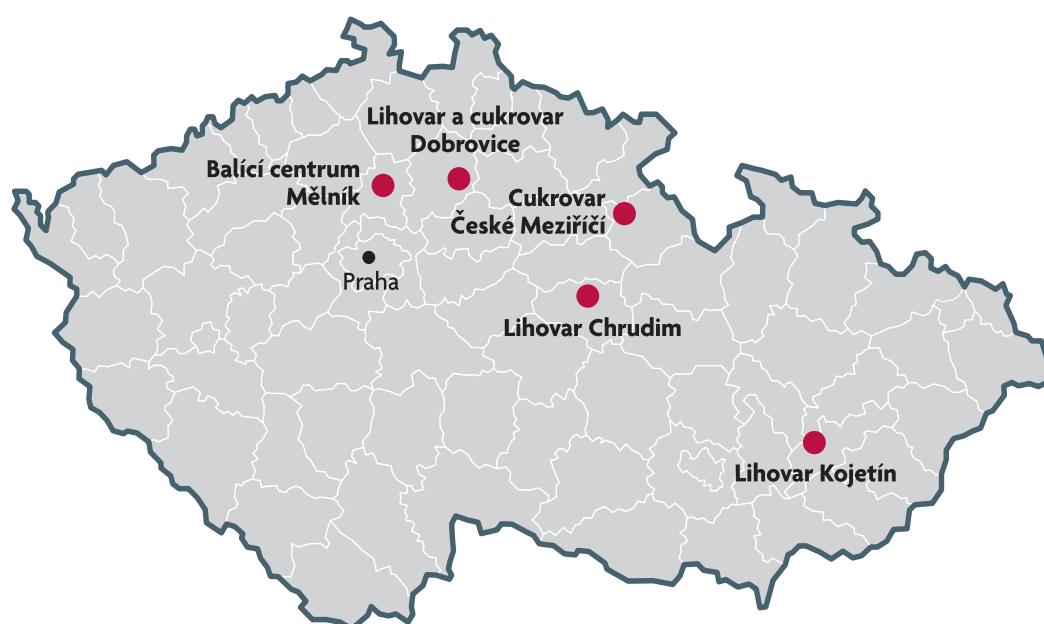 Lihovar a cukrovar
Dobrovice
Balící centrum
Mělník
Cukrovar
České Meziříčí
Praha
Lihovar Chrudim
Lihovar Kojetín